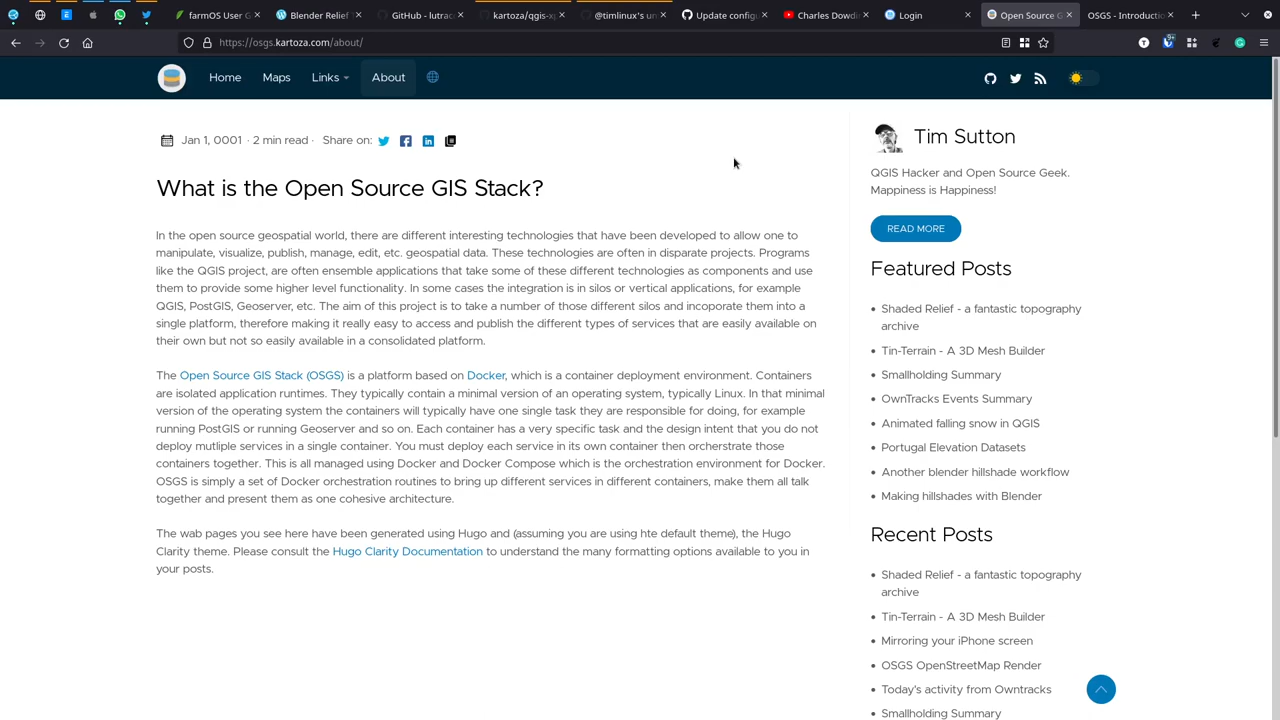 farmOS User G
Blender Relief
GitHub - lutrac
kartoza/qgis-x
@timlinux's un
Update config
Charles Dowdi
Login
Open Source G
OSGS - Introductio
https://osgs.kartoza.com/about/
Home Maps Links About
Jan 1, 0001 · 2 min read · Share on:
What is the Open Source GIS Stack?
In the open source geospatial world, there are different interesting technologies that have been developed to allow one to
manipulate, visualize, publish, manage, edit, etc. geospatial data. These technologies are often in disparate projects. Programs
like the QGIS project, are often ensemble applications that take some of these different technologies as components and use
them to provide some higher level functionality. In some cases the integration is in silos or vertical applications, for example
QGIS, PostGIS, Geoserver, etc. The aim of this project is to take a number of those different silos and incoporate them into a
single platform, therefore making it really easy to access and publish the different types of services that are easily available on
their own but not so easily available in a consolidated platform.
The Open Source GIS Stack (OSGS) is a platform based on Docker, which is a container deployment environment. Containers
are isolated application runtimes. They typically contain a minimal version of an operating system, typically Linux. In that minimal
version of the operating system the containers will typically have one single task they are responsible for doing, for example
running PostGIS or running Geoserver and so on. Each container has a very specific task and the design intent that you do not
deploy mutliple services in a single container. You must deploy each service in its own container then orcherstrate those
containers together. This is all managed using Docker and Docker Compose which is the orchestration environment for Docker.
OSGS is simply a set of Docker orchestration routines to bring up different services in different containers, make them all talk
together and present them as one cohesive architecture.
The wab pages you see here have been generated using Hugo and (assuming you are using hte default theme), the Hugo
Clarity theme. Please consult the Hugo Clarity Documentation to understand the many formatting options available to you in
your posts.
Tim Sutton
QGIS Hacker and Open Source Geek.
Mappiness is Happiness!
READ MORE
Featured Posts
Shaded Relief - a fantastic topography
archive
Tin-Terrain - A 3D Mesh Builder
Smallholding Summary
OwnTracks Events Summary
Animated falling snow in QGIS
Portugal Elevation Datasets
Another blender hillshade workflow
Making hillshades with Blender
Recent Posts
Shaded Relief - a fantastic topography
archive
Tin-Terrain - A 3D Mesh Builder
Mirroring your iPhone screen
OSGS OpenStreetMap Render
Today's activity from Owntracks
Smallholding Summary